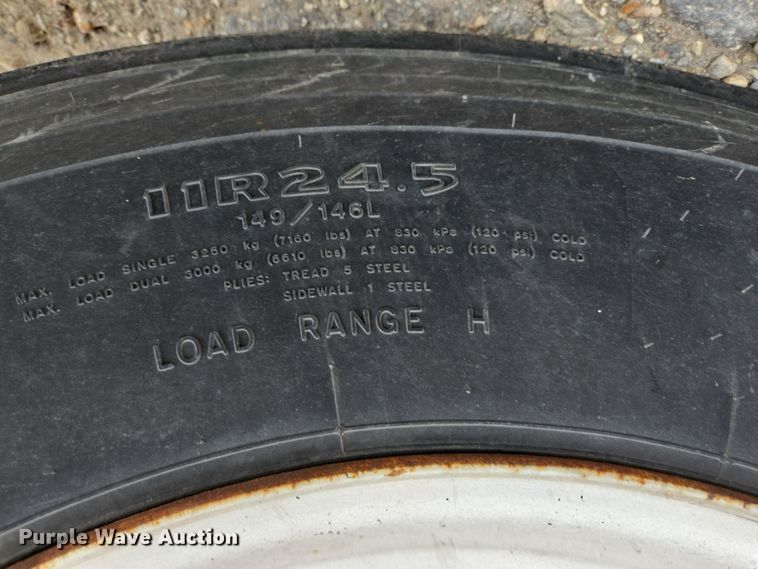 11R24.5
149/146L
MAX. LOAD SINGLE 3250 kg (7160 lbs) AT 830 kPa (120 psi) COLD
MAX. LOAD DUAL 3000 kg (6610 lbs) AT 830 kPa (120 psi) COLD
PLIES: TREAD 5 STEEL
SIDEWALL 1 STEEL
LOAD RANGE H
Purple Wave Auction